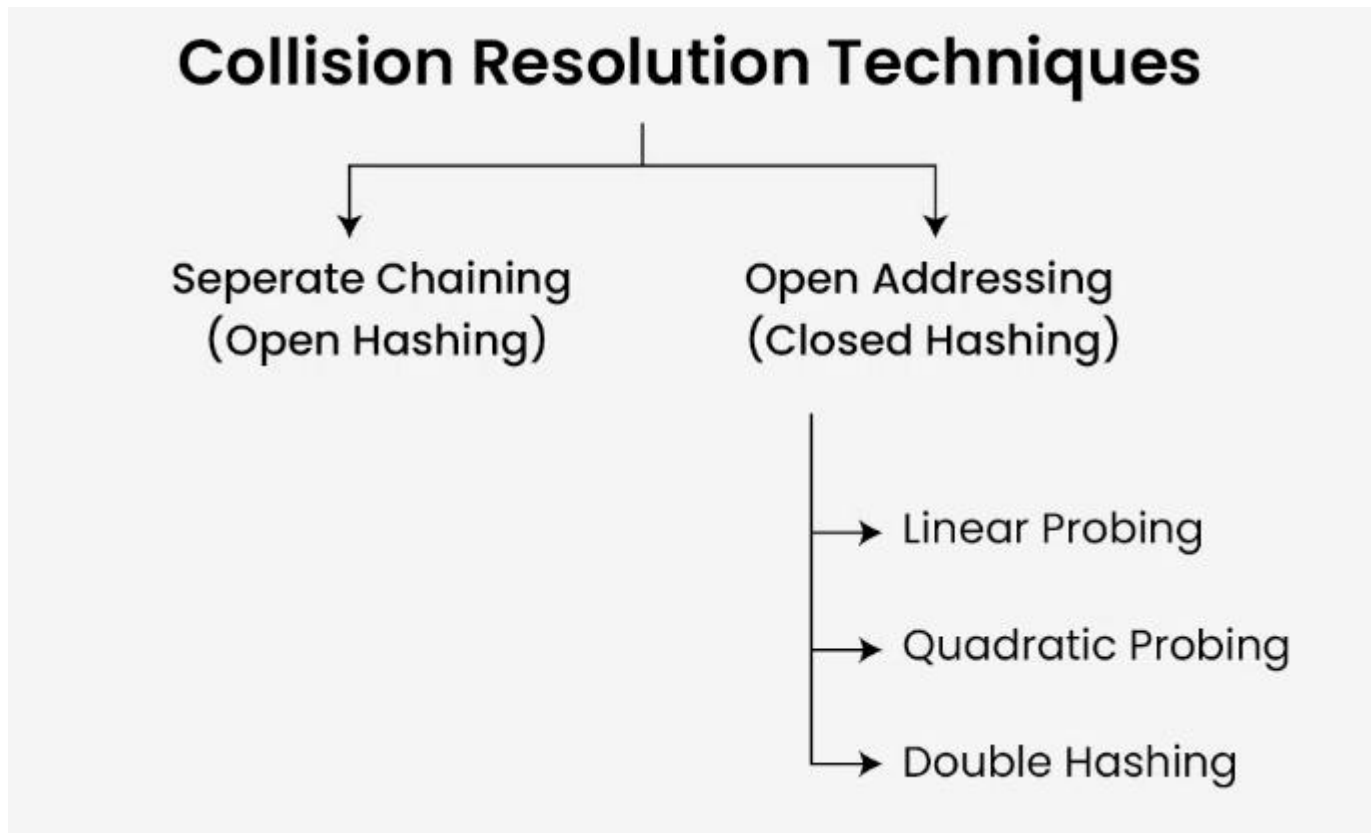 Collision Resolution Techniques
Seperate Chaining
(Open Hashing)
Open Addressing
(Closed Hashing)
Linear Probing
Quadratic Probing
Double Hashing